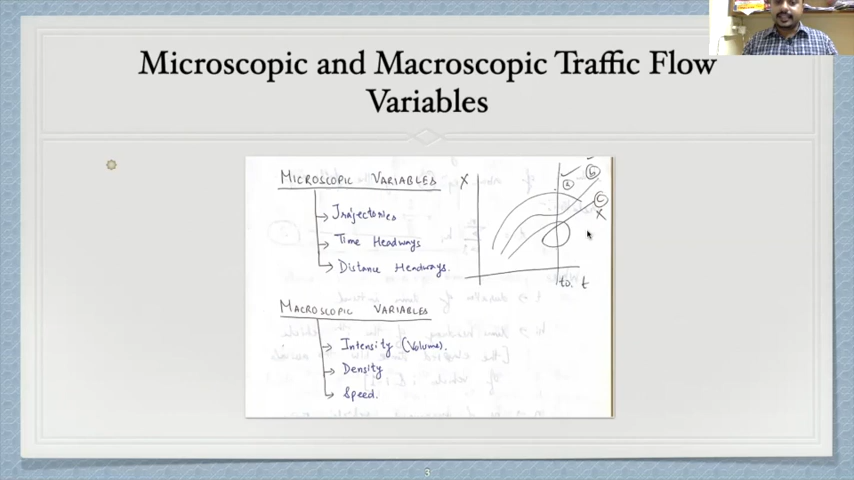 Microscopic and Macroscopic Traffic Flow
Variables
MICROSCOPIC VARIABLES
Trajectories
Time Headways
Distance Headways.
X
a
b
c
X
to. t
MACROSCOPIC VARIABLES
Intensity (Volume).
Density
Speed.
3